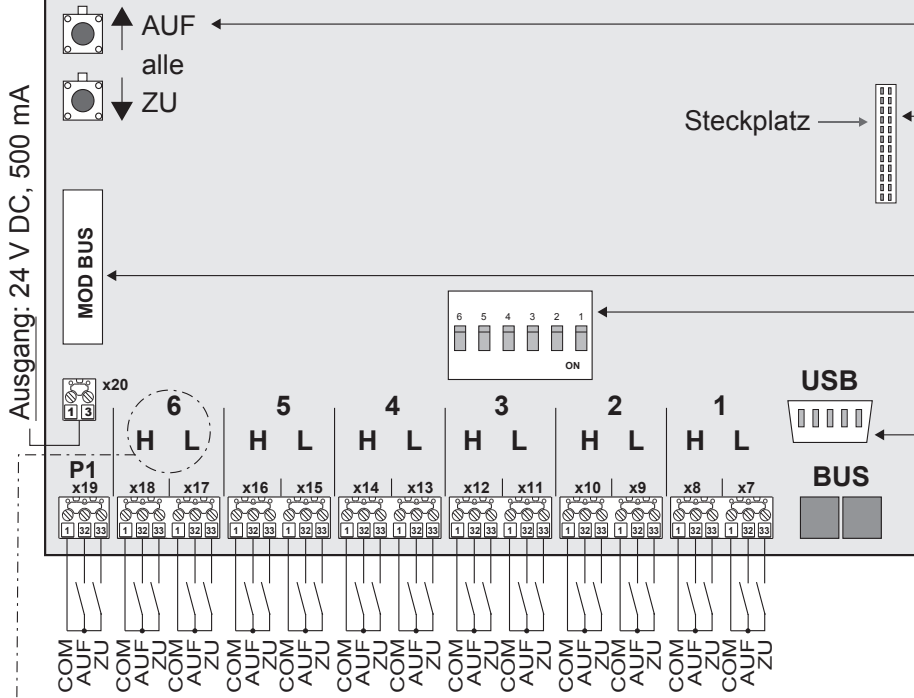 AUF
alle
ZU
Steckplatz
Ausgang: 24 V DC, 500 mA
MOD BUS
6 5 4 3 2 1
ON
USB
x20
1 3
6 5 4 3 2 1
H L H L H L H L H L H L
BUS
P1
x19 x18 x17 x16 x15 x14 x13 x12 x11 x10 x9 x8 x7
1 32 33 1 32 33 1 32 33 1 32 33 1 32 33 1 32 33 1 32 33 1 32 33 1 32 33 1 32 33 1 32 33 1 32 33 1 32 33
COM AUF ZU COM AUF ZU COM AUF ZU COM AUF ZU COM AUF ZU COM AUF ZU COM AUF ZU COM AUF ZU COM AUF ZU COM AUF ZU COM AUF ZU COM AUF ZU COM AUF ZU